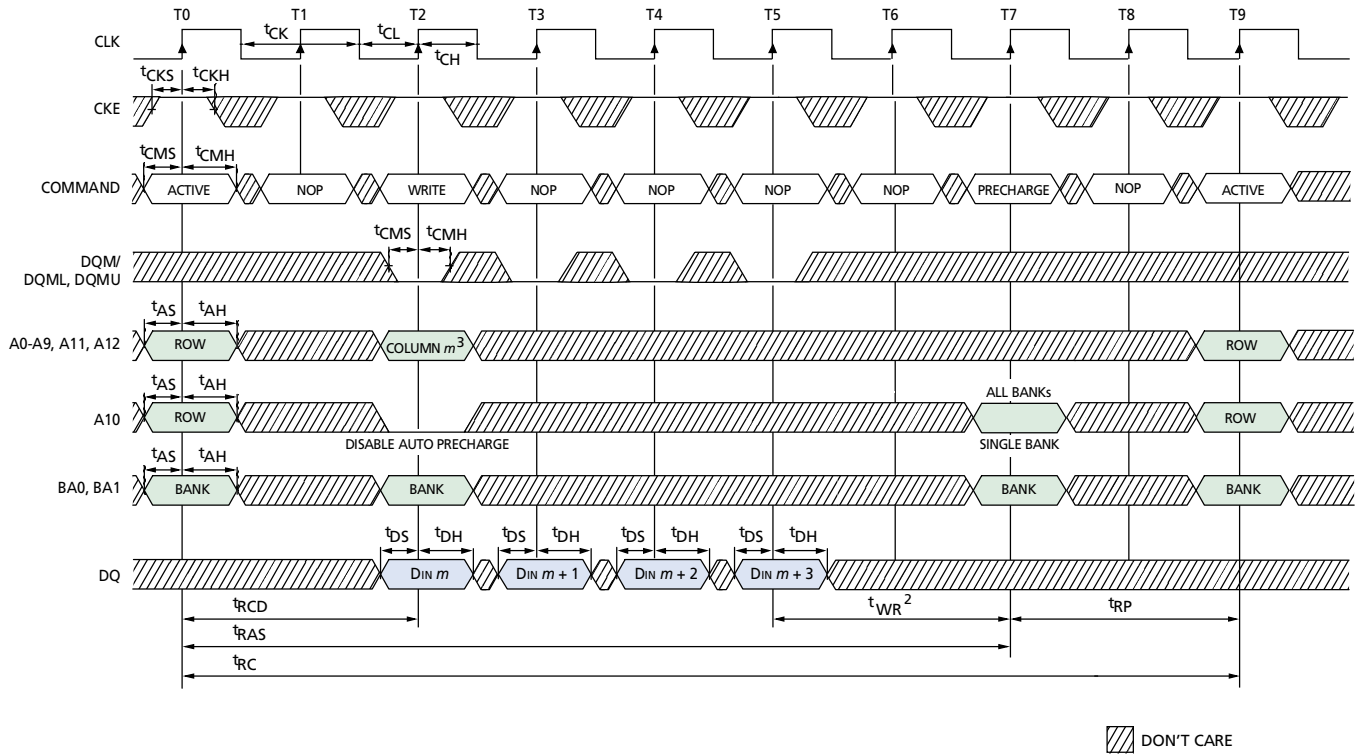 T0 T1 T2 T3 T4 T5 T6 T7 T8 T9
CLK
tCK tCL
tCH
tCKS tCKH
CKE
tCMS tCMH
COMMAND ACTIVE NOP WRITE NOP NOP NOP NOP PRECHARGE NOP ACTIVE
tCMS tCMH
DQM/
DQML, DQMU
tAS tAH
A0-A9, A11, A12 ROW COLUMN m3 ROW
tAS tAH ALL BANKs
A10 ROW ROW
DISABLE AUTO PRECHARGE SINGLE BANK
tAS tAH
BA0, BA1 BANK BANK BANK BANK
tDS tDH tDS tDH tDS tDH tDS tDH
DQ DIN m DIN m + 1 DIN m + 2 DIN m + 3
tRCD tWR2 tRP
tRAS
tRC
DON'T CARE